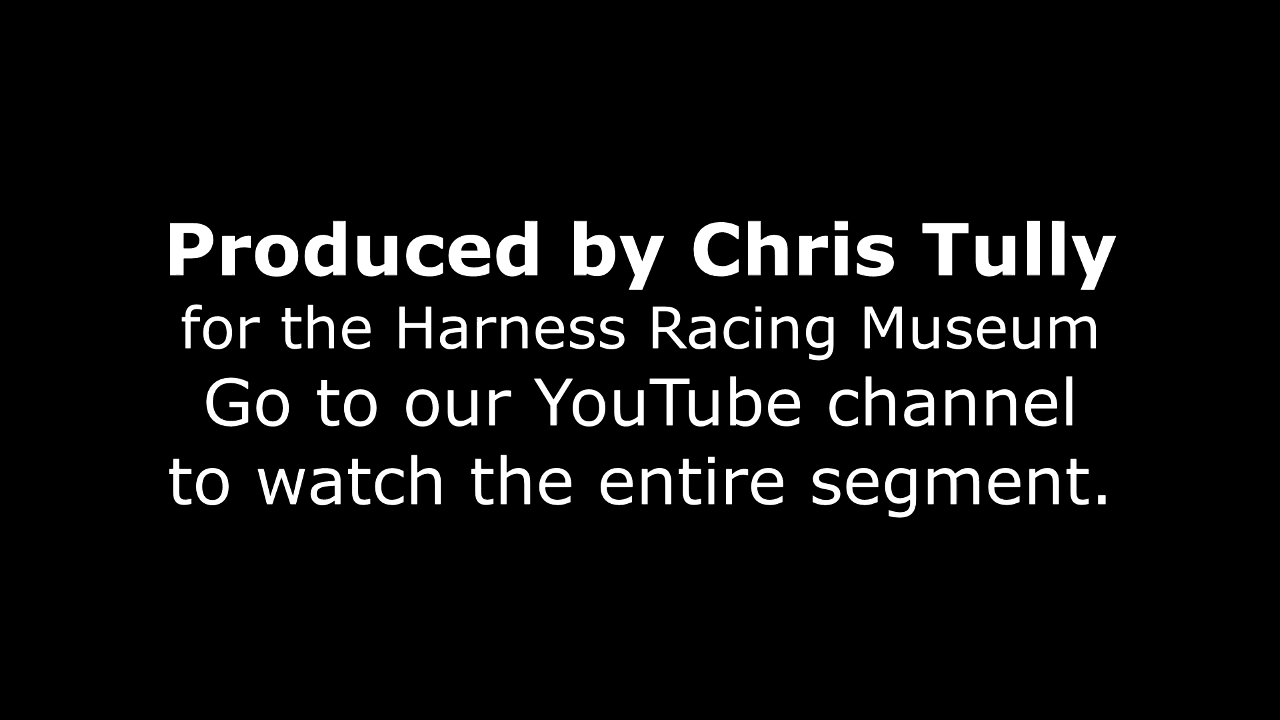 Produced by Chris Tully
for the Harness Racing Museum
Go to our YouTube channel
to watch the entire segment.